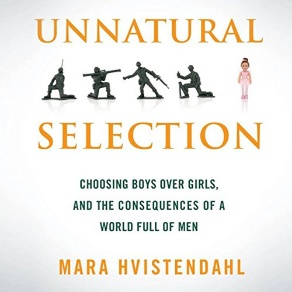 UNNATURAL
SELECTION
CHOOSING BOYS OVER GIRLS,
AND THE CONSEQUENCES OF A
WORLD FULL OF MEN
MARA HVISTENDAHL